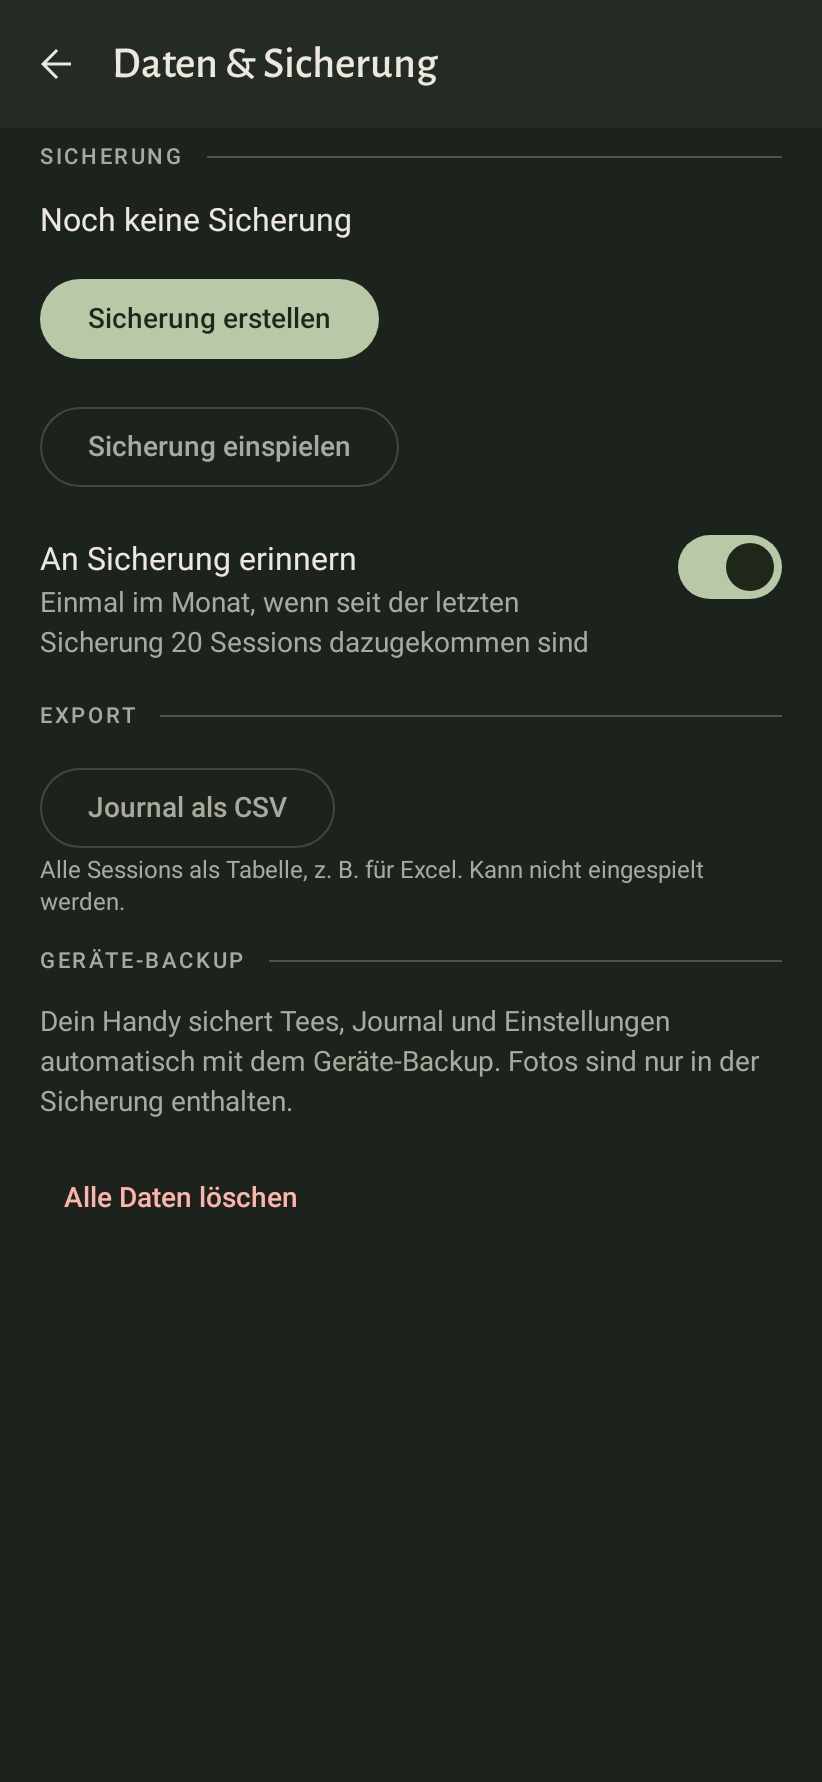 Daten & Sicherung
SICHERUNG
Noch keine Sicherung
Sicherung erstellen
Sicherung einspielen
An Sicherung erinnern
Einmal im Monat, wenn seit der letzten
Sicherung 20 Sessions dazugekommen sind
EXPORT
Journal als CSV
Alle Sessions als Tabelle, z. B. für Excel. Kann nicht eingespielt
werden.
GERÄTE-BACKUP
Dein Handy sichert Tees, Journal und Einstellungen
automatisch mit dem Geräte-Backup. Fotos sind nur in der
Sicherung enthalten.
Alle Daten löschen